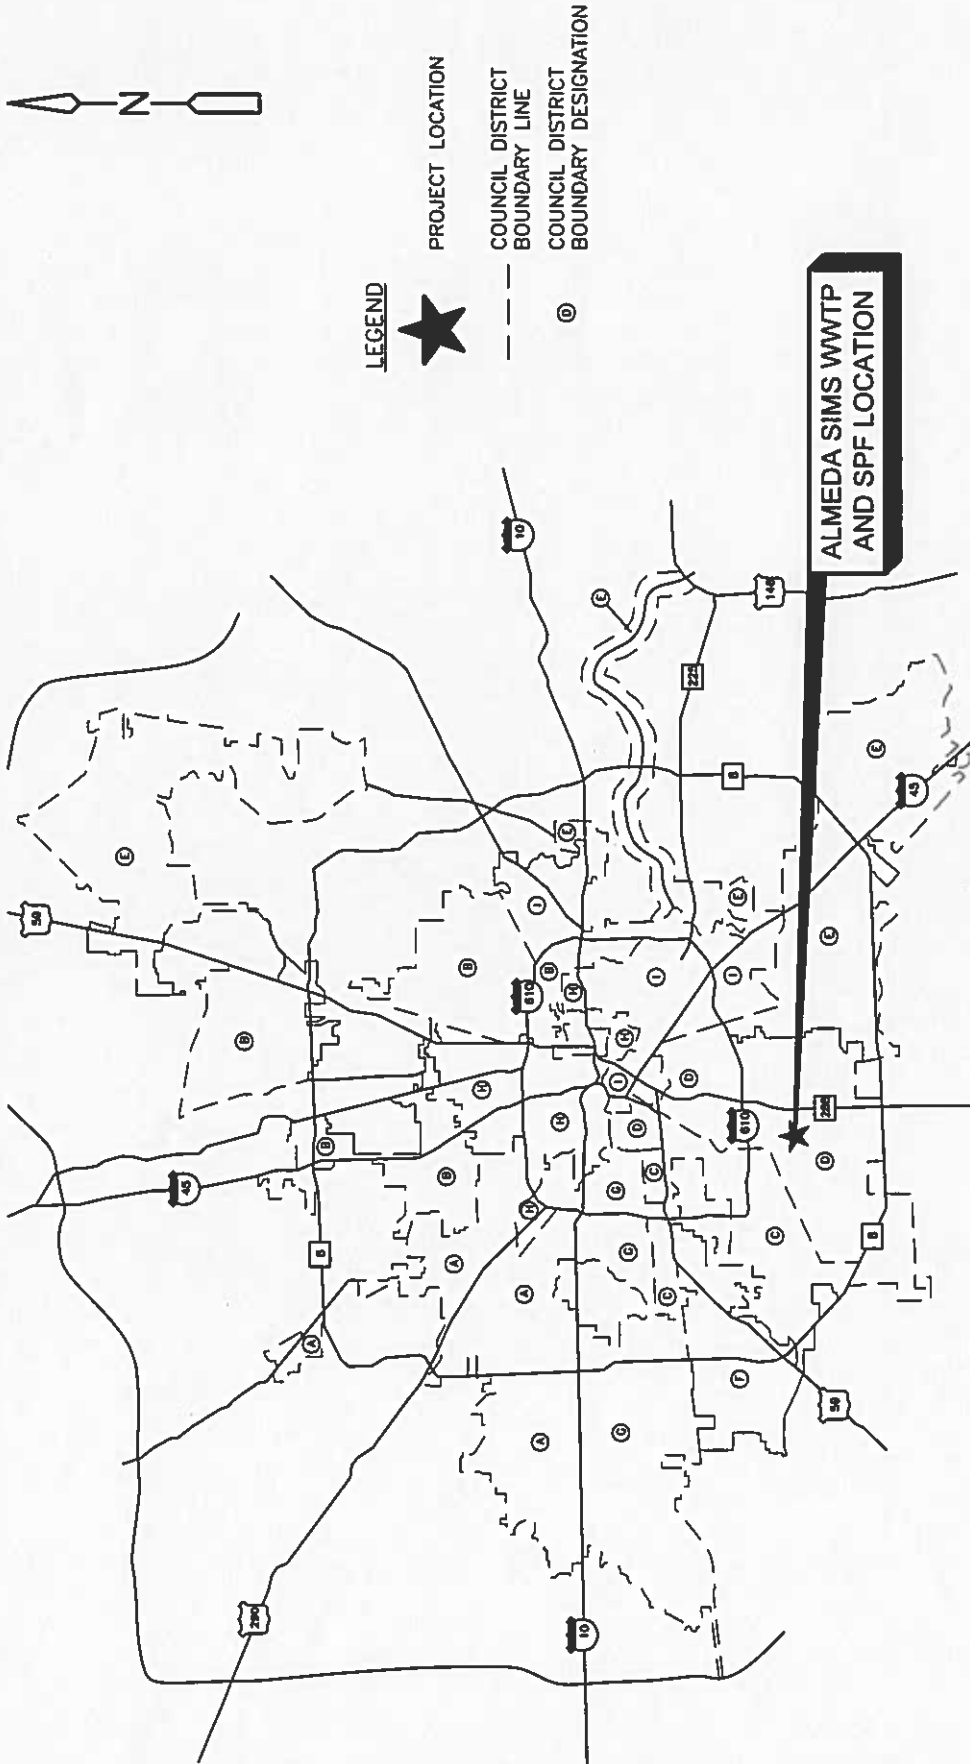 N
LEGEND
PROJECT LOCATION
COUNCIL DISTRICT
BOUNDARY LINE
D
COUNCIL DISTRICT
BOUNDARY DESIGNATION
ALMEDA SIMS WWTP
AND SPF LOCATION
59
E
B
45
B
B
8
A
H
B
A
H
A
290
A
B
I
E
10
610
B
H
H
H
I
D
G
C
G
C
G
10
E
225
146
8
I
I
E
D
610
288
D
C
F
8
59
E
E
45